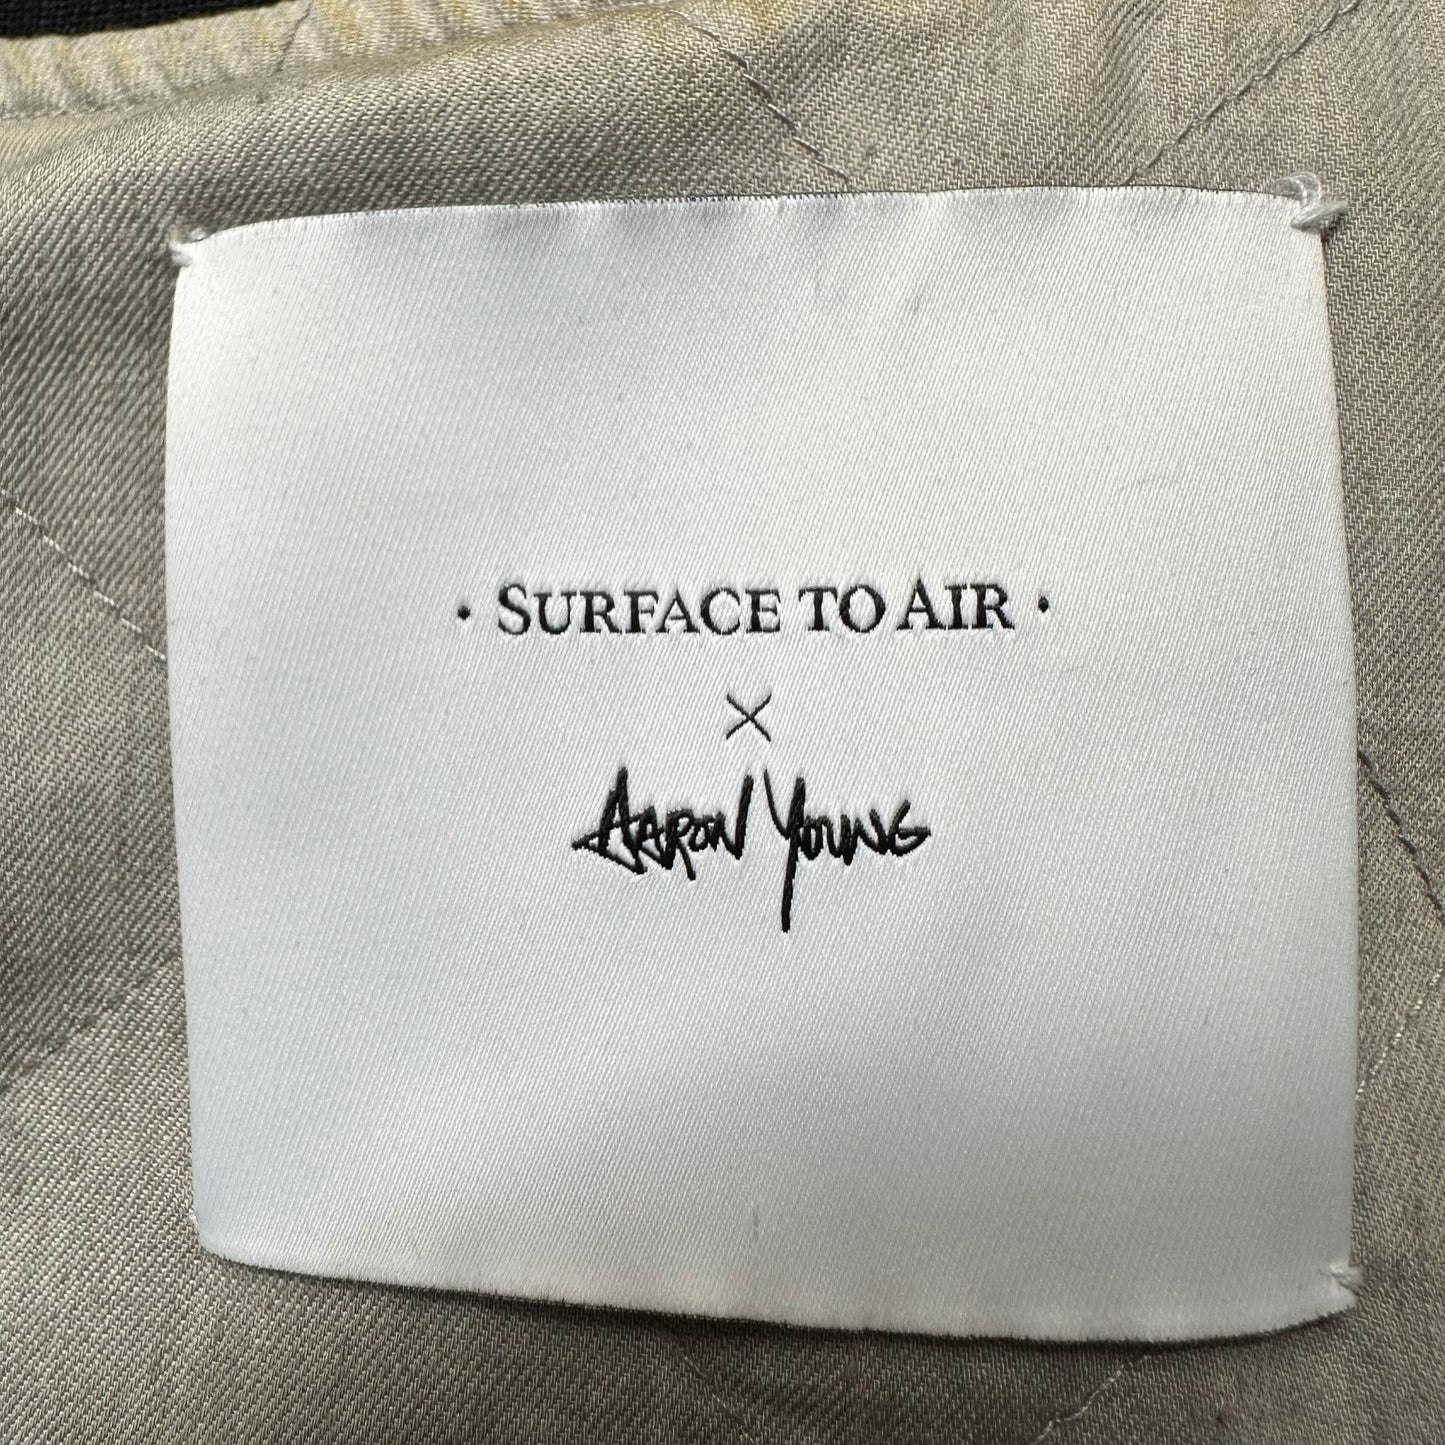 · SURFACE TO AIR ·
×
AARON YOUNG